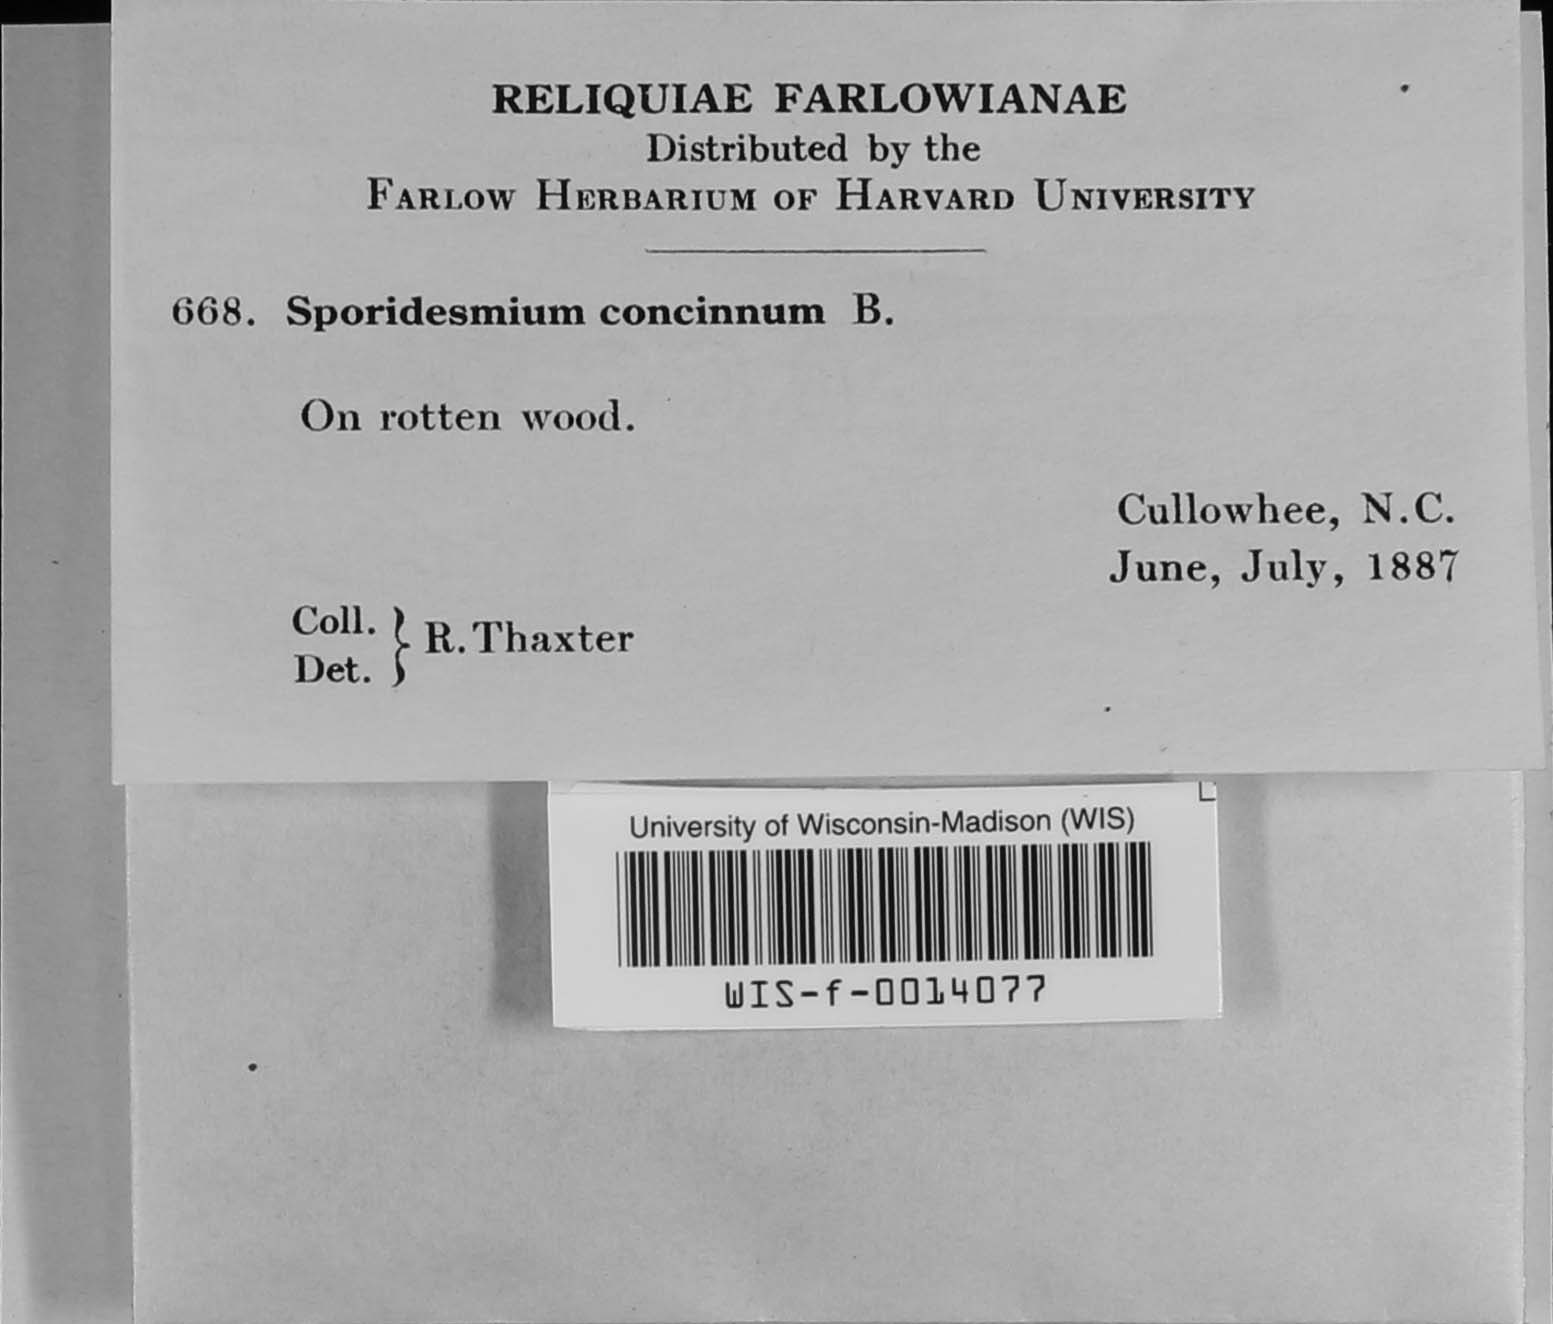 RELIQUIAE FARLOWIANAE
Distributed by the
FARLOW HERBARIUM OF HARVARD UNIVERSITY
668. Sporidesmium concinnum B.
On rotten wood.
Cullowhee, N.C.
June, July, 1887
Coll.
Det. } R. Thaxter
University of Wisconsin-Madison (WIS)
WIS-f-0014077